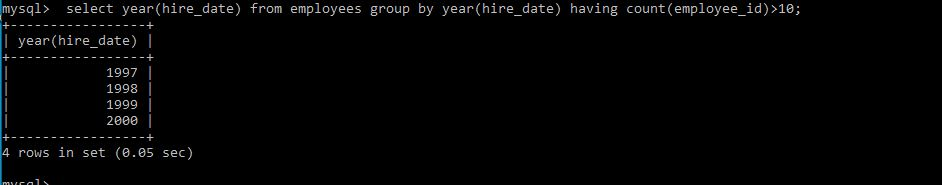 mysql>  select year(hire_date) from employees group by year(hire_date) having count(employee_id)>10;
+-----------------+
| year(hire_date) |
+-----------------+
|            1997 |
|            1998 |
|            1999 |
|            2000 |
+-----------------+
4 rows in set (0.05 sec)
mysql>